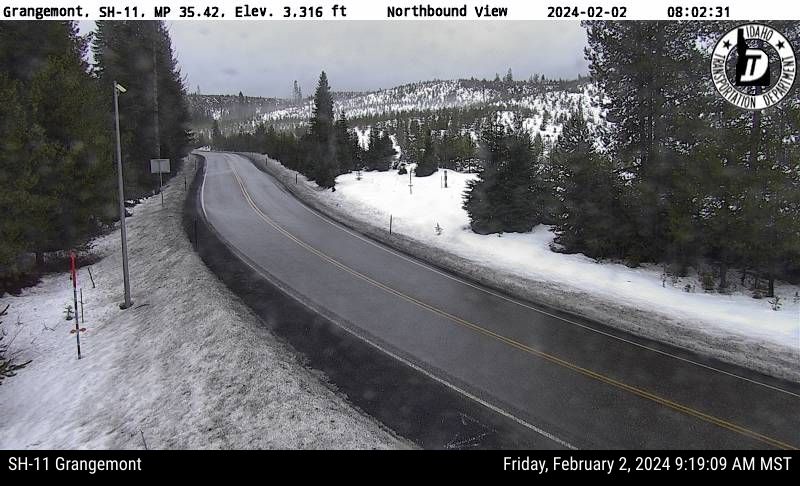 Grangemont, SH-11, MP 35.42, Elev. 3,316 ft Northbound View 2024-02-02 08:02:31
IDAHO
TRANSPORTATION DEPARTMENT
SH-11 Grangemont Friday, February 2, 2024 9:19:09 AM MST